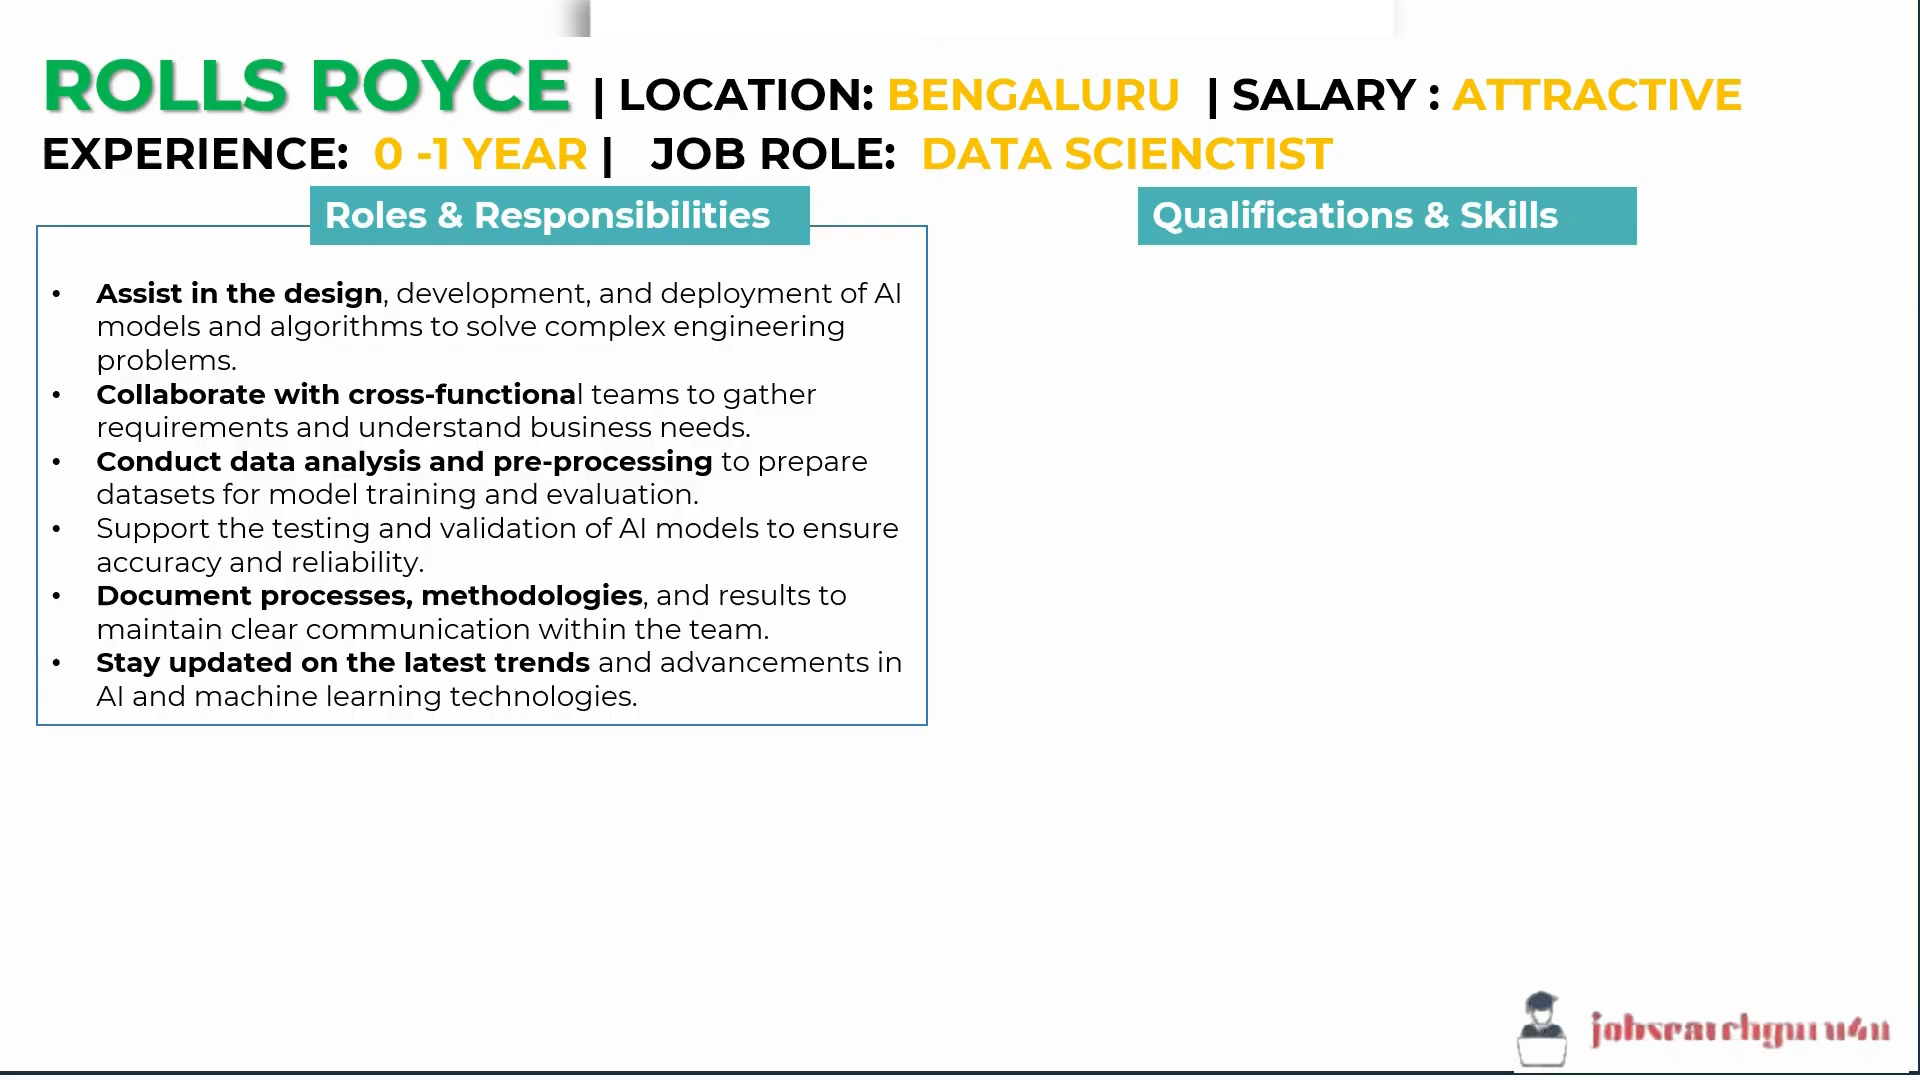 ROLLS ROYCE | LOCATION: BENGALURU | SALARY : ATTRACTIVE
EXPERIENCE: 0 -1 YEAR | JOB ROLE: DATA SCIENCTIST
Roles & Responsibilities
• Assist in the design, development, and deployment of AI
models and algorithms to solve complex engineering
problems.
• Collaborate with cross-functional teams to gather
requirements and understand business needs.
• Conduct data analysis and pre-processing to prepare
datasets for model training and evaluation.
• Support the testing and validation of AI models to ensure
accuracy and reliability.
• Document processes, methodologies, and results to
maintain clear communication within the team.
• Stay updated on the latest trends and advancements in
AI and machine learning technologies.
Qualifications & Skills
jobsearchguru4u